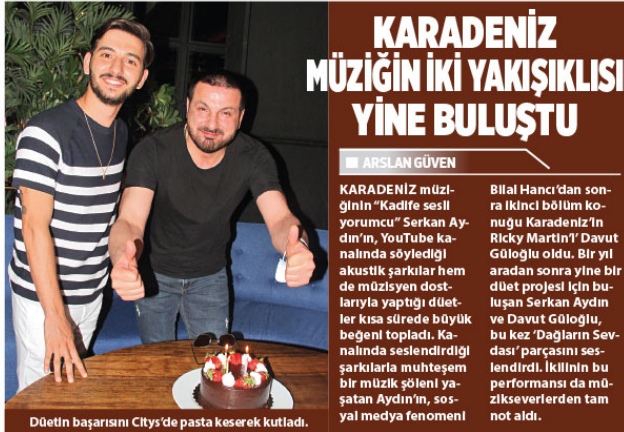 KARADENİZ
MÜZİĞİN İKİ YAKIŞIKLISI
YİNE BULUŞTU
ARSLAN GÜVEN
KARADENİZ müzi-
ğinin “Kadife sesli
yorumcu” Serkan Ay-
dın’ın, YouTube ka-
nalında söylediği
akustik şarkılar hem
de müzisyen dost-
larıyla yaptığı düet-
ler kısa sürede büyük
beğeni topladı. Ka-
nalında seslendirdiği
şarkılarla muhteşem
bir müzik şöleni ya-
şatan Aydın’ın, sos-
yal medya fenomeni
Bilal Hancı’dan son-
ra ikinci bölüm ko-
nuğu Karadeniz’in
Ricky Martin’i’ Davut
Güloğlu oldu. Bir yıl
aradan sonra yine bir
düet projesi için bu-
luşan Serkan Aydın
ve Davut Güloğlu,
bu kez ‘Dağların Sev-
dası’ parçasını ses-
lendirdi. İkilinin bu
performansı da mü-
zikseverlerden tam
not aldı.
Düetin başarısını Citys’de pasta keserek kutladı.